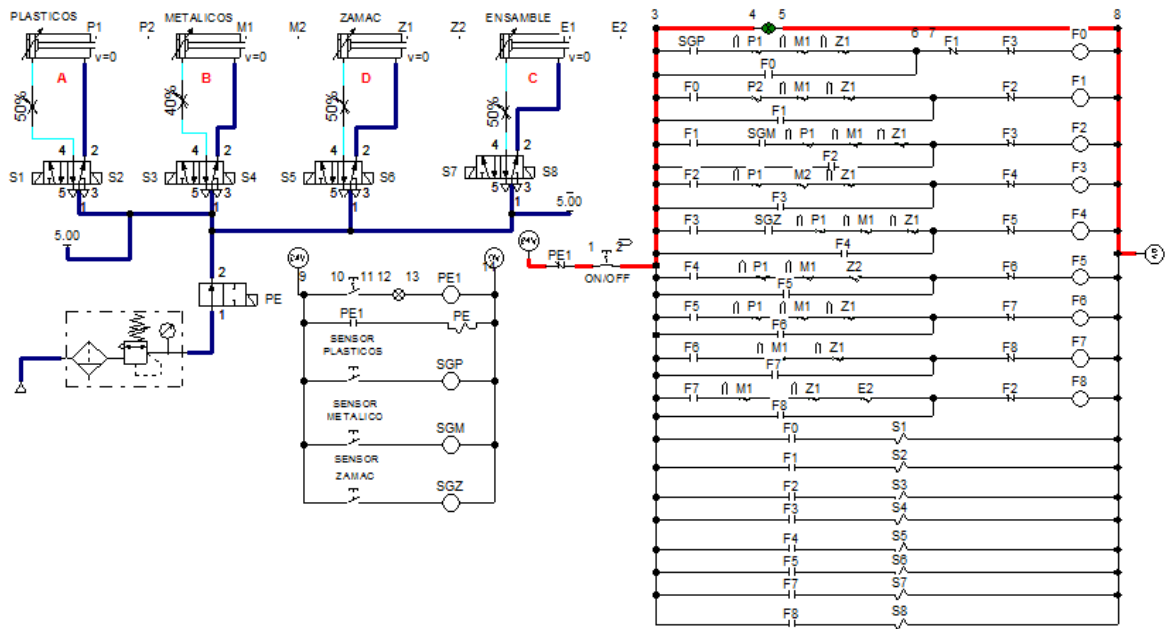 PLASTICOS P1 P2 METALICOS M1 M2 ZAMAC Z1 Z2 ENSAMBLE E1 E2
v=0 v=0 v=0 v=0
A B D C
50% 40% 50% 50%
4 2 4 2 4 2 4 2
S1 S2 S3 S4 S5 S6 S7 S8
5 3 5 3 5 3 5 3
1 1 1 1
5.00
5.00
2
PE
1
24V 0V
9 10 11 12 13 14
PE1
PE1 PE
SENSOR
PLASTICOS
SGP
SENSOR
METALICO
SGM
SENSOR
ZAMAC
SGZ
24V PE1 1 2
ON/OFF
3 4 5 8
6 7
SGP P1 M1 Z1 F1 F3 F0
F0
F0 P2 M1 Z1 F2 F1
F1
F1 SGM P1 M1 Z1 F3 F2
F2
F2 P1 M2 Z1 F4 F3
F3
F3 SGZ P1 M1 Z1 F5 F4
F4
F4 P1 M1 Z2 F6 F5
F5
F5 P1 M1 Z1 F7 F6
F6
F6 M1 Z1 F8 F7
F7
F7 M1 Z1 E2 F2 F8
F8
F0 S1
F1 S2
F2 S3
F3 S4
F4 S5
F5 S6
F7 S7
F8 S8